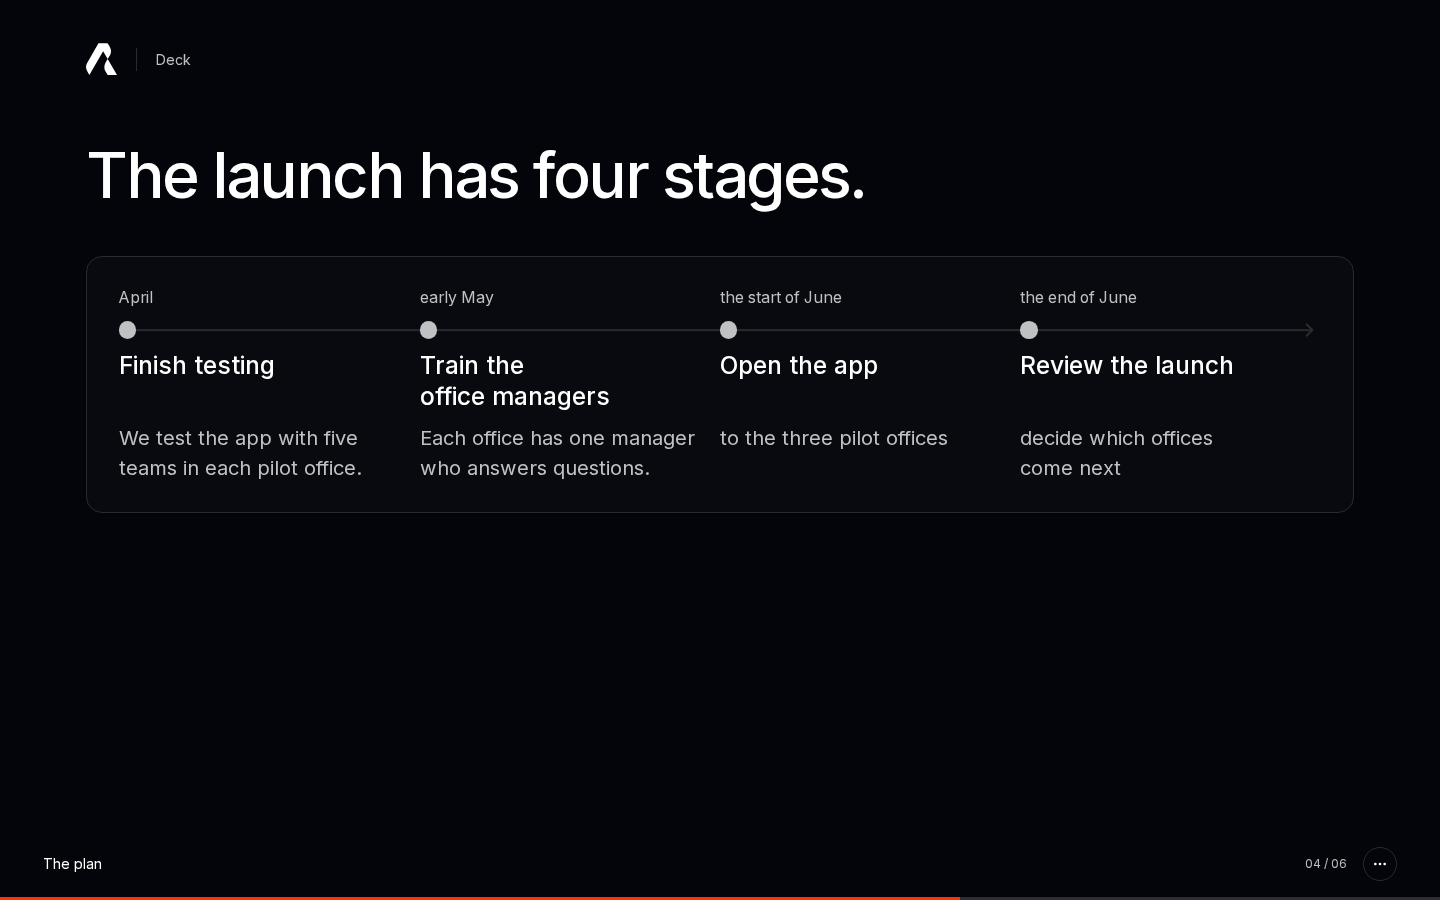 Deck
The launch has four stages.
April
Finish testing
We test the app with five
teams in each pilot office.
early May
Train the
office managers
Each office has one manager
who answers questions.
the start of June
Open the app
to the three pilot offices
the end of June
Review the launch
decide which offices
come next
The plan
04 / 06